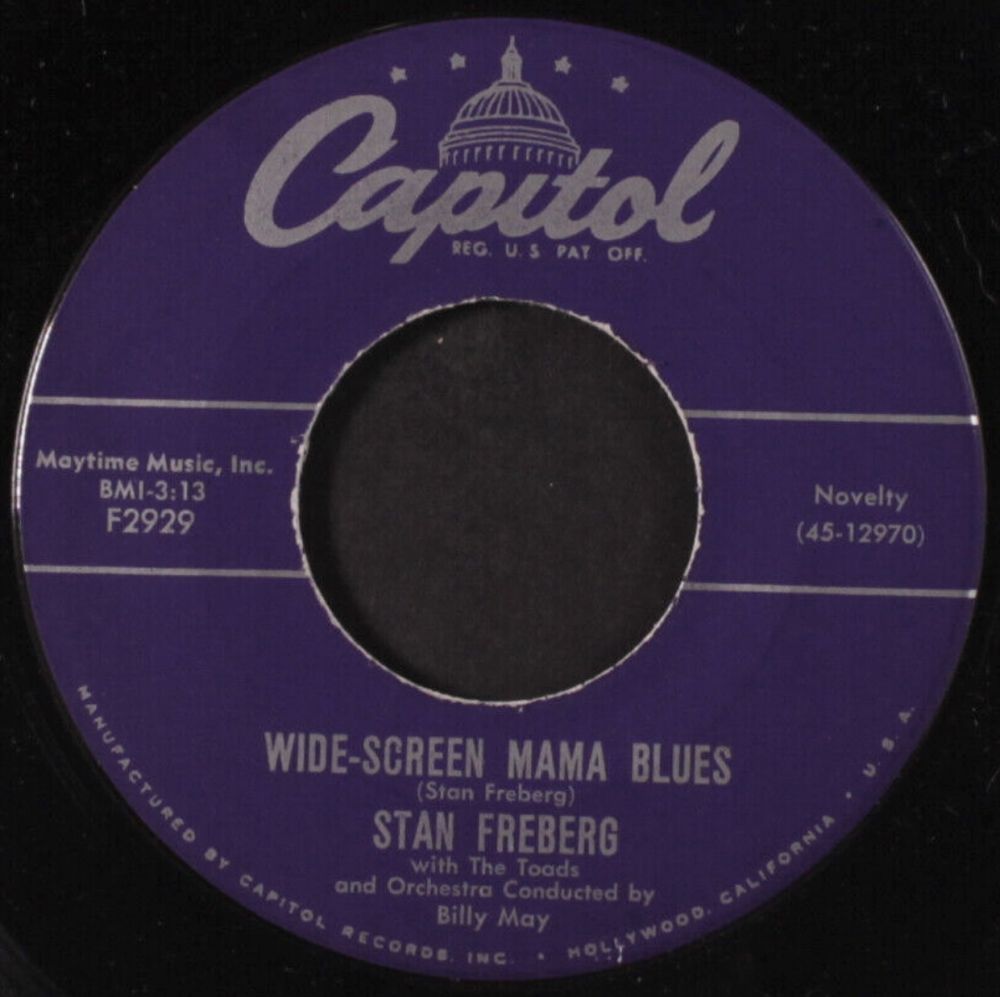 Capitol
REG. U.S. PAT. OFF.
Maytime Music, Inc.
BMI-3:13
F2929
Novelty
(45-12970)
WIDE-SCREEN MAMA BLUES
(Stan Freberg)
STAN FREBERG
with The Toads
and Orchestra Conducted by
Billy May
MANUFACTURED BY CAPITOL RECORDS, INC. • HOLLYWOOD, CALIFORNIA • U. S. A.